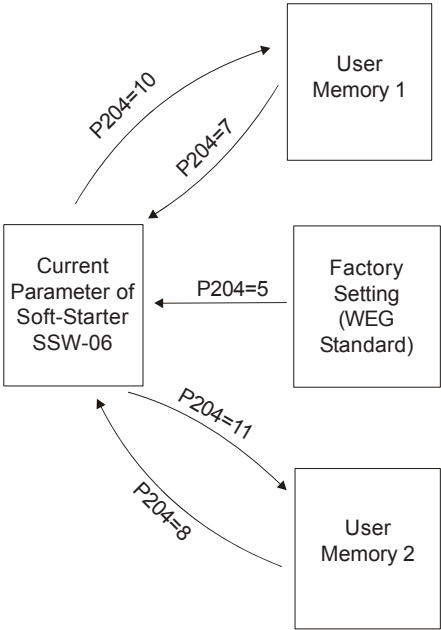 User
Memory 1
P204=10
P204=7
Current
Parameter of
Soft-Starter
SSW-06
P204=5
Factory
Setting
(WEG
Standard)
P204=11
P204=8
User
Memory 2